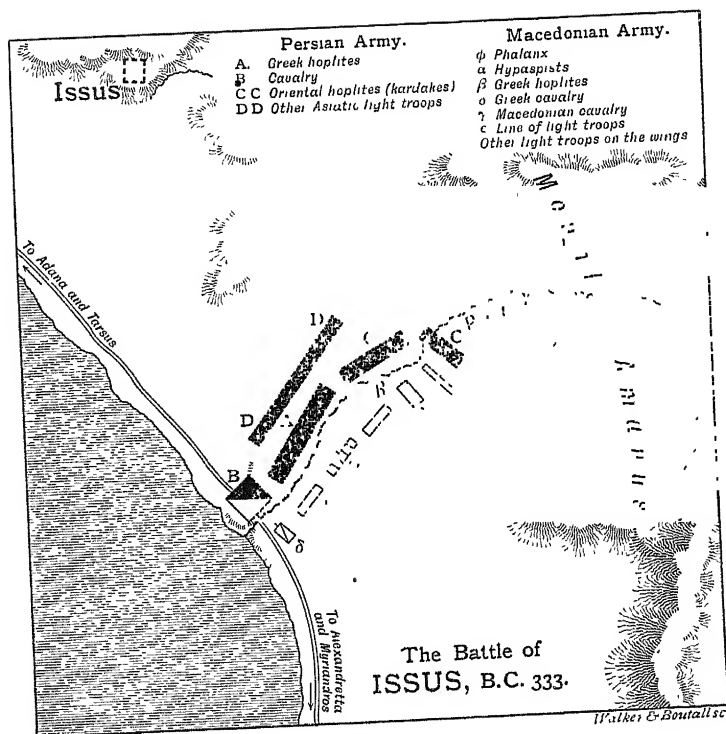 Persian Army.
A. Greek hoplites
B Cavalry
C C Oriental hoplites (kardakes)
D D Other Asiatic light troops
Macedonian Army.
ϕ Phalanx
α Hypaspists
β Greek hoplites
Greek cavalry
γ Macedonian cavalry
Line of light troops
Other light troops on the wings
Issus
To Adana and Tarsus
D
C
D
B
δ
To Alexandretta
and Myriandros
The Battle of
ISSUS, B.C. 333.
Walker & Boutall sc